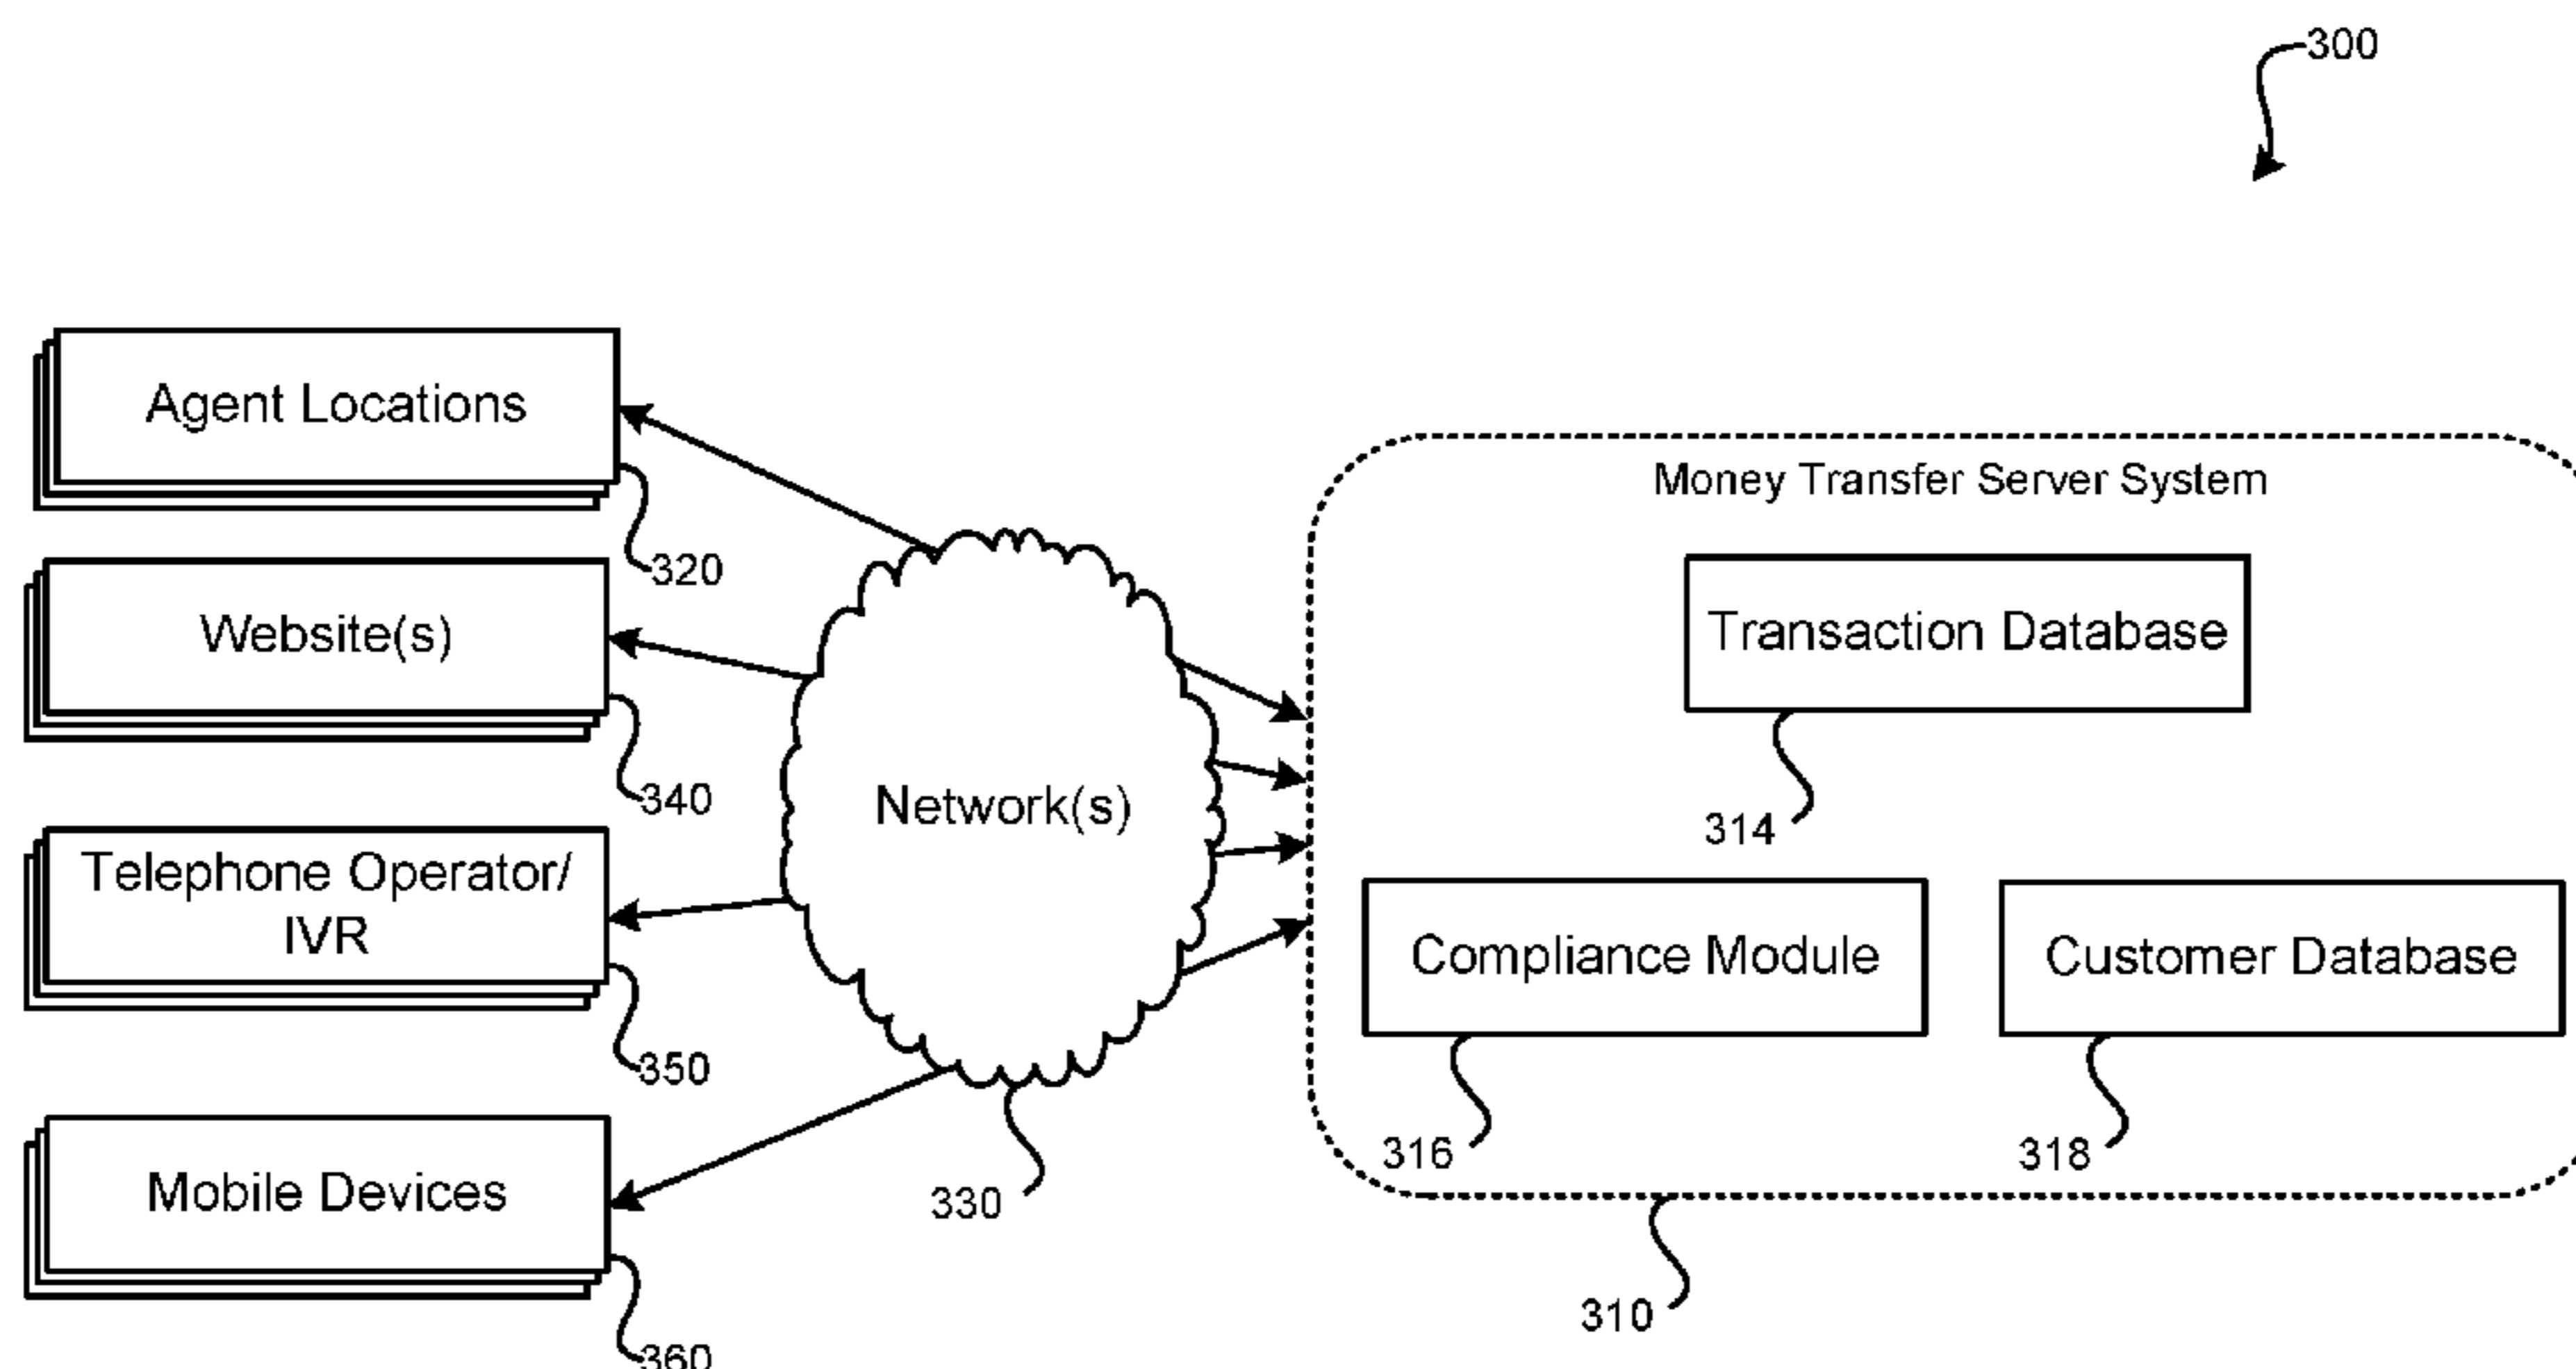 300
Agent Locations
320
Website(s)
340
Telephone Operator/
IVR
350
Mobile Devices
360
Network(s)
330
Money Transfer Server System
Transaction Database
314
Compliance Module
316
Customer Database
318
310